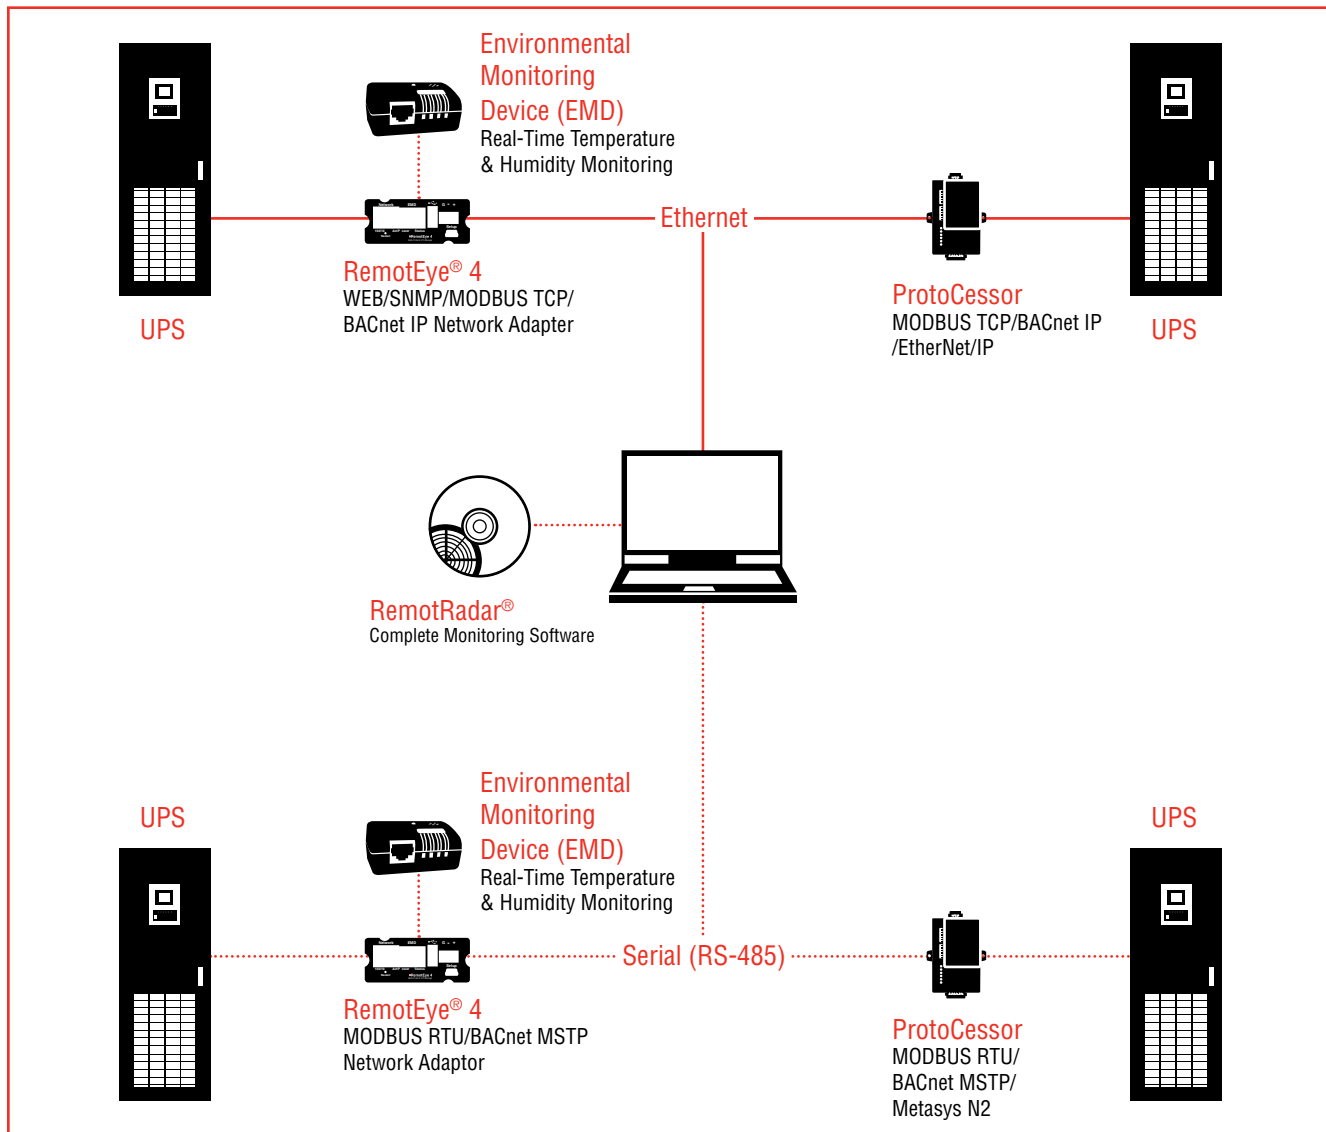 Environmental
Monitoring
Device (EMD)
Real-Time Temperature
& Humidity Monitoring
Ethernet
RemotEye® 4
WEB/SNMP/MODBUS TCP/
BACnet IP Network Adapter
ProtoCessor
MODBUS TCP/BACnet IP
/EtherNet/IP
UPS
UPS
RemotRadar®
Complete Monitoring Software
Environmental
Monitoring
Device (EMD)
Real-Time Temperature
& Humidity Monitoring
UPS
UPS
Serial (RS-485)
RemotEye® 4
MODBUS RTU/BACnet MSTP
Network Adaptor
ProtoCessor
MODBUS RTU/
BACnet MSTP/
Metasys N2